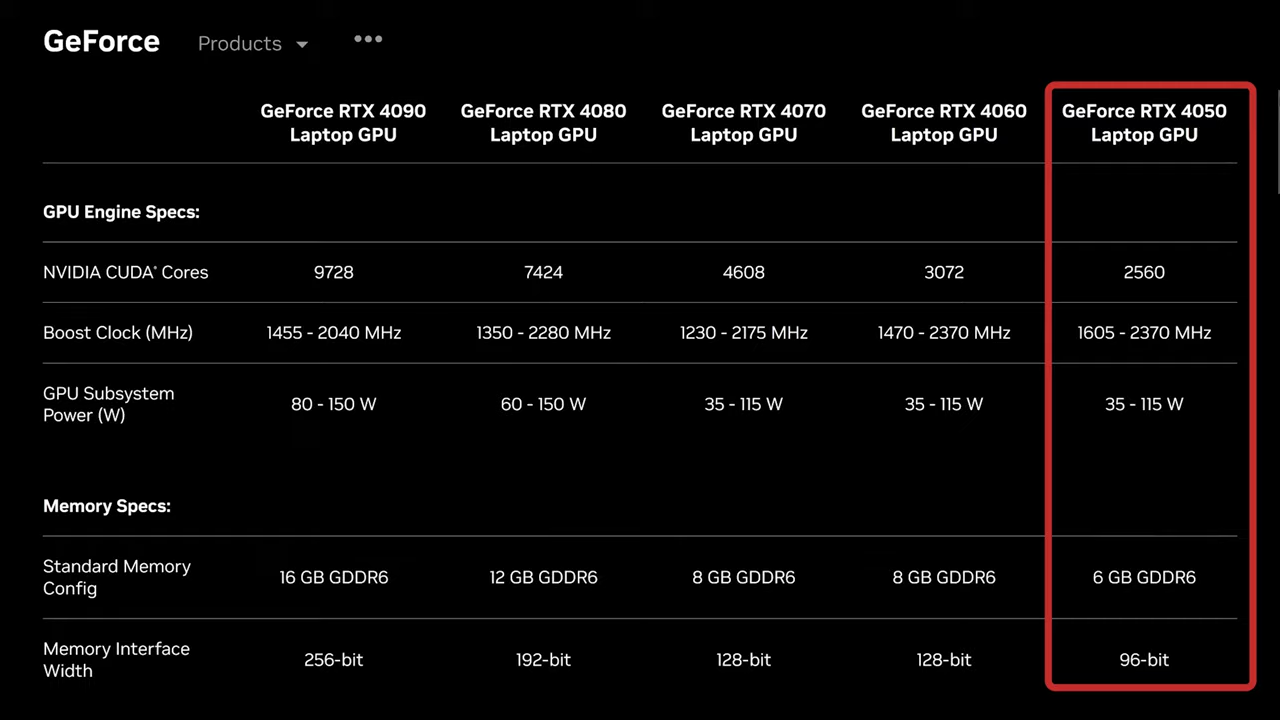 GeForce Products •••
GeForce RTX 4090 GeForce RTX 4080 GeForce RTX 4070 GeForce RTX 4060 GeForce RTX 4050
Laptop GPU Laptop GPU Laptop GPU Laptop GPU Laptop GPU
GPU Engine Specs:
NVIDIA CUDA® Cores 9728 7424 4608 3072 2560
Boost Clock (MHz) 1455 - 2040 MHz 1350 - 2280 MHz 1230 - 2175 MHz 1470 - 2370 MHz 1605 - 2370 MHz
GPU Subsystem
Power (W) 80 - 150 W 60 - 150 W 35 - 115 W 35 - 115 W 35 - 115 W
Memory Specs:
Standard Memory
Config 16 GB GDDR6 12 GB GDDR6 8 GB GDDR6 8 GB GDDR6 6 GB GDDR6
Memory Interface
Width 256-bit 192-bit 128-bit 128-bit 96-bit